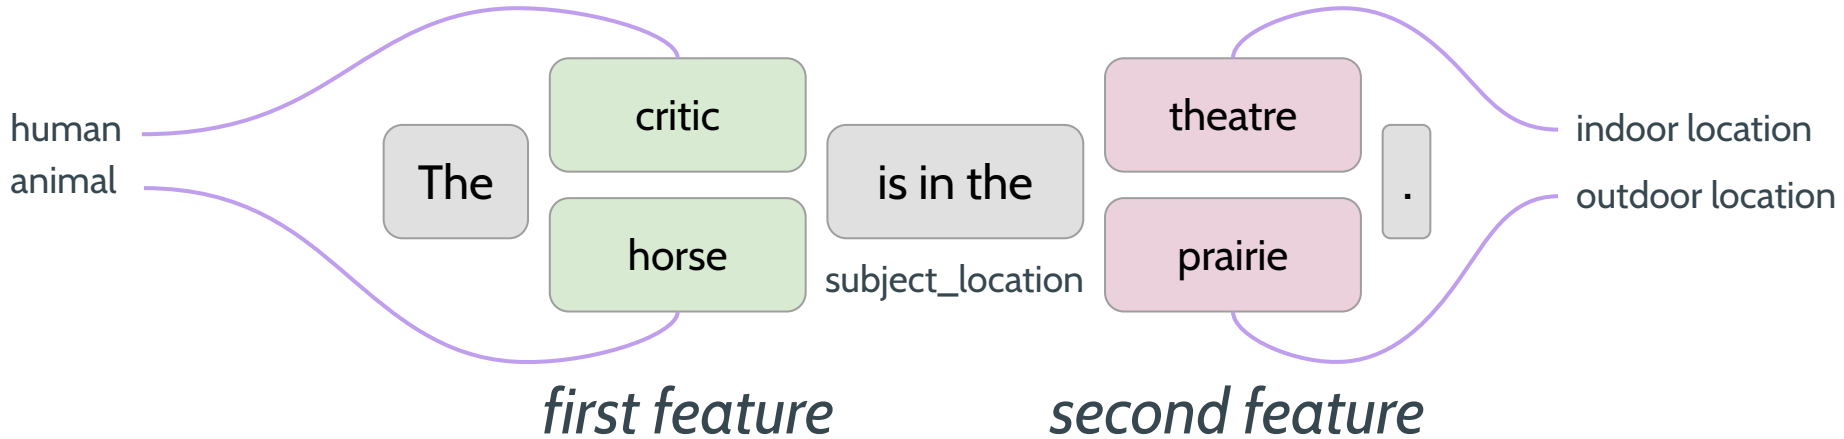 human
animal
The
critic
horse
is in the
subject_location
theatre
prairie
.
indoor location
outdoor location
first feature
second feature